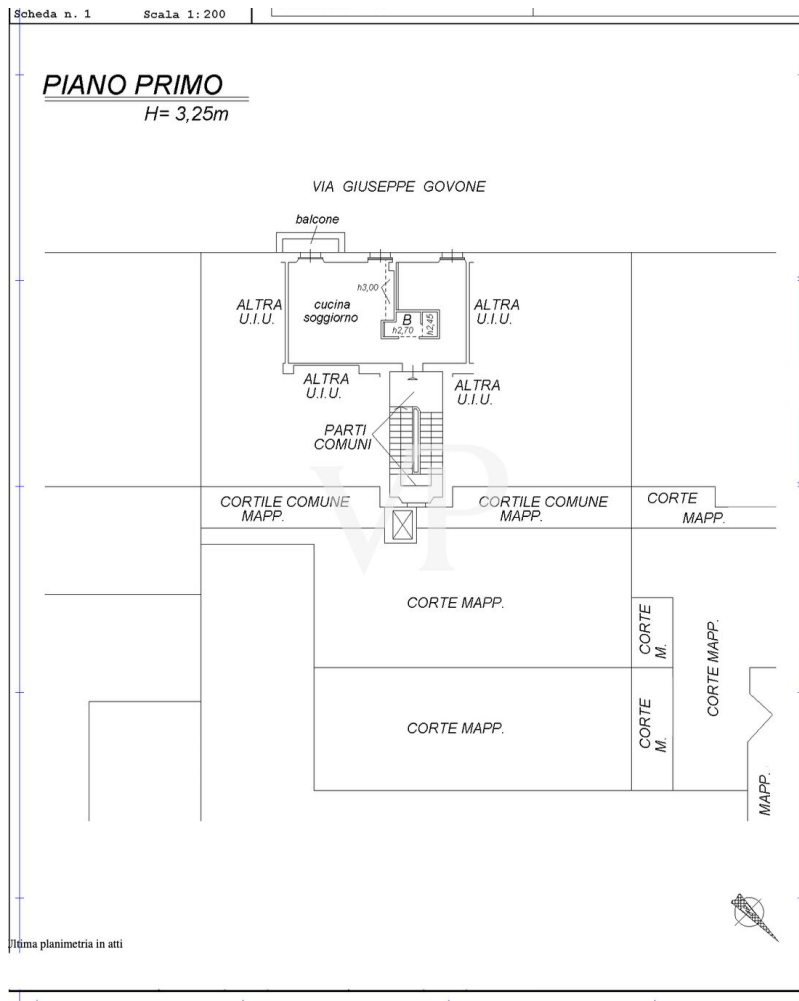 Scheda n. 1 Scala 1:200
PIANO PRIMO
H= 3,25m
VIA GIUSEPPE GOVONE
balcone
h3,00
ALTRA
U.I.U.
cucina
soggiorno
B
h2,70
h2,45
ALTRA
U.I.U.
ALTRA
U.I.U.
ALTRA
U.I.U.
PARTI
COMUNI
VP
CORTILE COMUNE
MAPP.
CORTILE COMUNE
MAPP.
CORTE
MAPP.
CORTE MAPP.
CORTE
M.
CORTE MAPP.
CORTE MAPP.
CORTE
M.
MAPP.
Ultima planimetria in atti